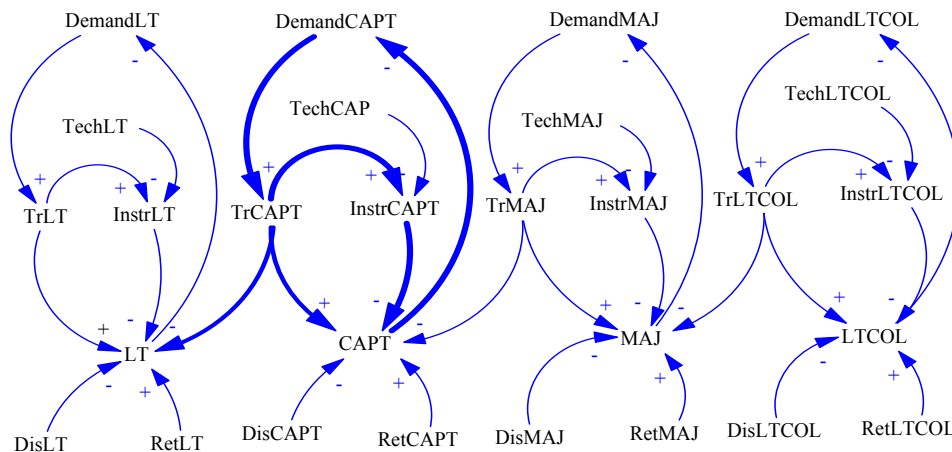 DemandLT DemandCAPT DemandMAJ DemandLTCOL
- - - -
TechLT TechCAP TechMAJ TechLTCOL
+ + - + + - + + - + + -
TrLT InstrLT TrCAPT InstrCAPT TrMAJ InstrMAJ TrLTCOL InstrLTCOL
+ - - + - - + - - + -
LT CAPT MAJ LTCOL
- + - + - + - +
DisLT RetLT DisCAPT RetCAPT DisMAJ RetMAJ DisLTCOL RetLTCOL